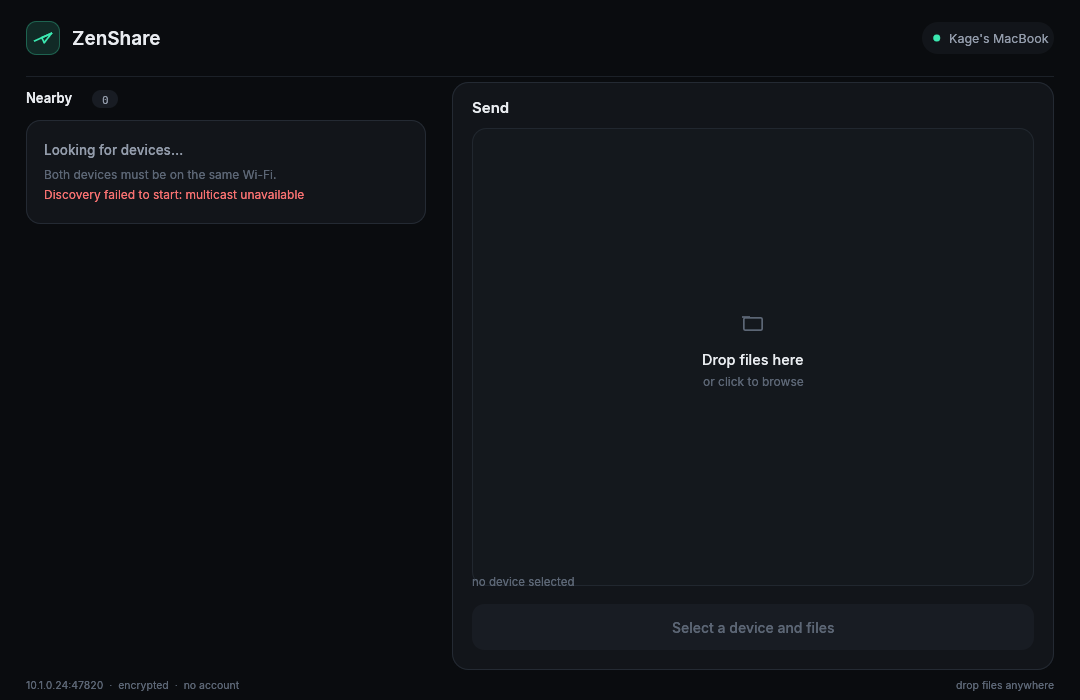 ZenShare
Kage's MacBook
Nearby 0
Looking for devices...
Both devices must be on the same Wi-Fi.
Discovery failed to start: multicast unavailable
Send
Drop files here
or click to browse
no device selected
Select a device and files
10.1.0.24:47820 · encrypted · no account
drop files anywhere